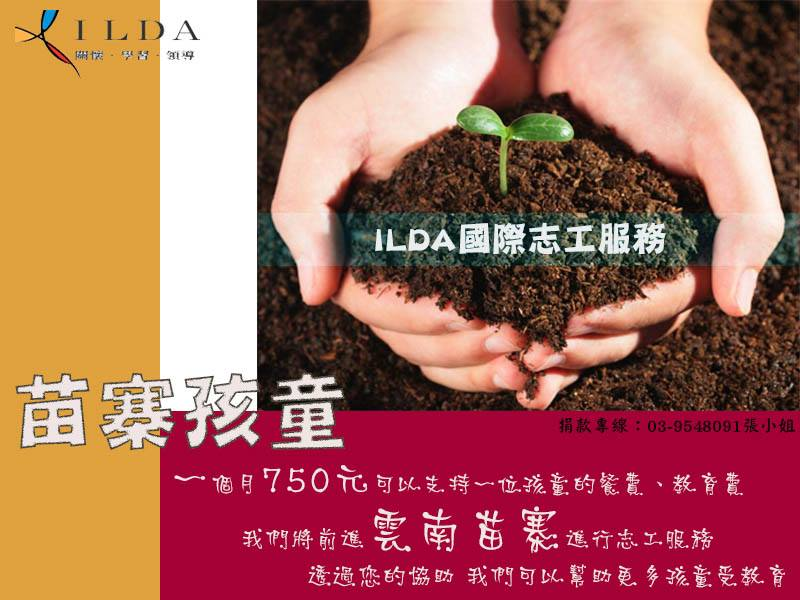 ILDA
關懷．學習．領導
ILDA國際志工服務
苗寨孩童
捐款專線：03-9548091張小姐
一個月750元可以支持一位孩童的餐費、教育費
我們將前進雲南苗寨進行志工服務
透過您的協助 我們可以幫助更多孩童受教育